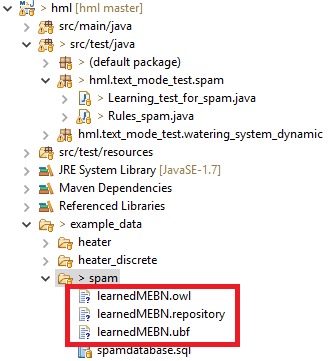 > hml [hml master]
src/main/java
> src/test/java
> (default package)
> hml.text_mode_test.spam
> Learning_test_for_spam.java
> Rules_spam.java
hml.text_mode_test.watering_system_dynamic
src/test/resources
JRE System Library [JavaSE-1.7]
Maven Dependencies
Referenced Libraries
> example_data
heater
heater_discrete
> spam
learnedMEBN.owl
learnedMEBN.repository
learnedMEBN.ubf
spamdatabase.sql